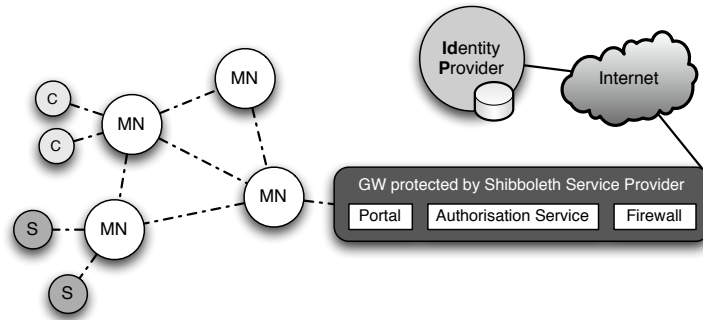 Identity
Provider
Internet
MN
C
C
MN
MN
S
MN
S
GW protected by Shibboleth Service Provider
Portal
Authorisation Service
Firewall